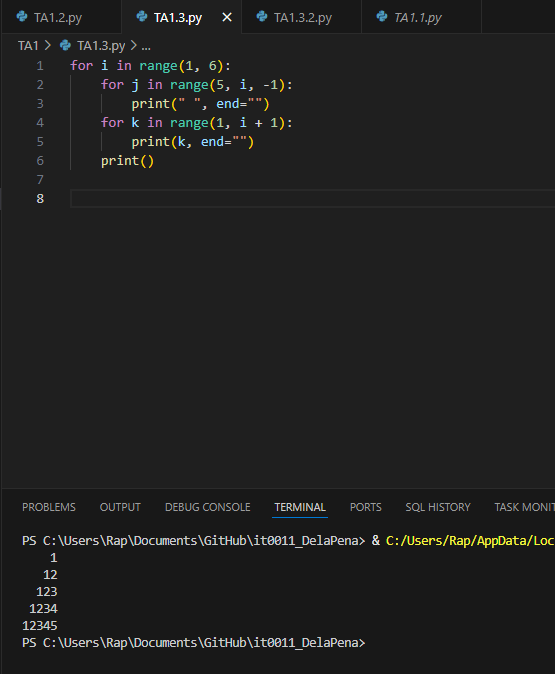 TA1.2.py TA1.3.py × TA1.3.2.py TA1.1.py
TA1 > TA1.3.py > ...
1 for i in range(1, 6):
2     for j in range(5, i, -1):
3         print(" ", end="")
4     for k in range(1, i + 1):
5         print(k, end="")
6     print()
7
8
PROBLEMS OUTPUT DEBUG CONSOLE TERMINAL PORTS SQL HISTORY TASK MONIT
PS C:\Users\Rap\Documents\GitHub\it0011_DelaPena> & C:/Users/Rap/AppData/Loc
    1
   12
  123
 1234
12345
PS C:\Users\Rap\Documents\GitHub\it0011_DelaPena>